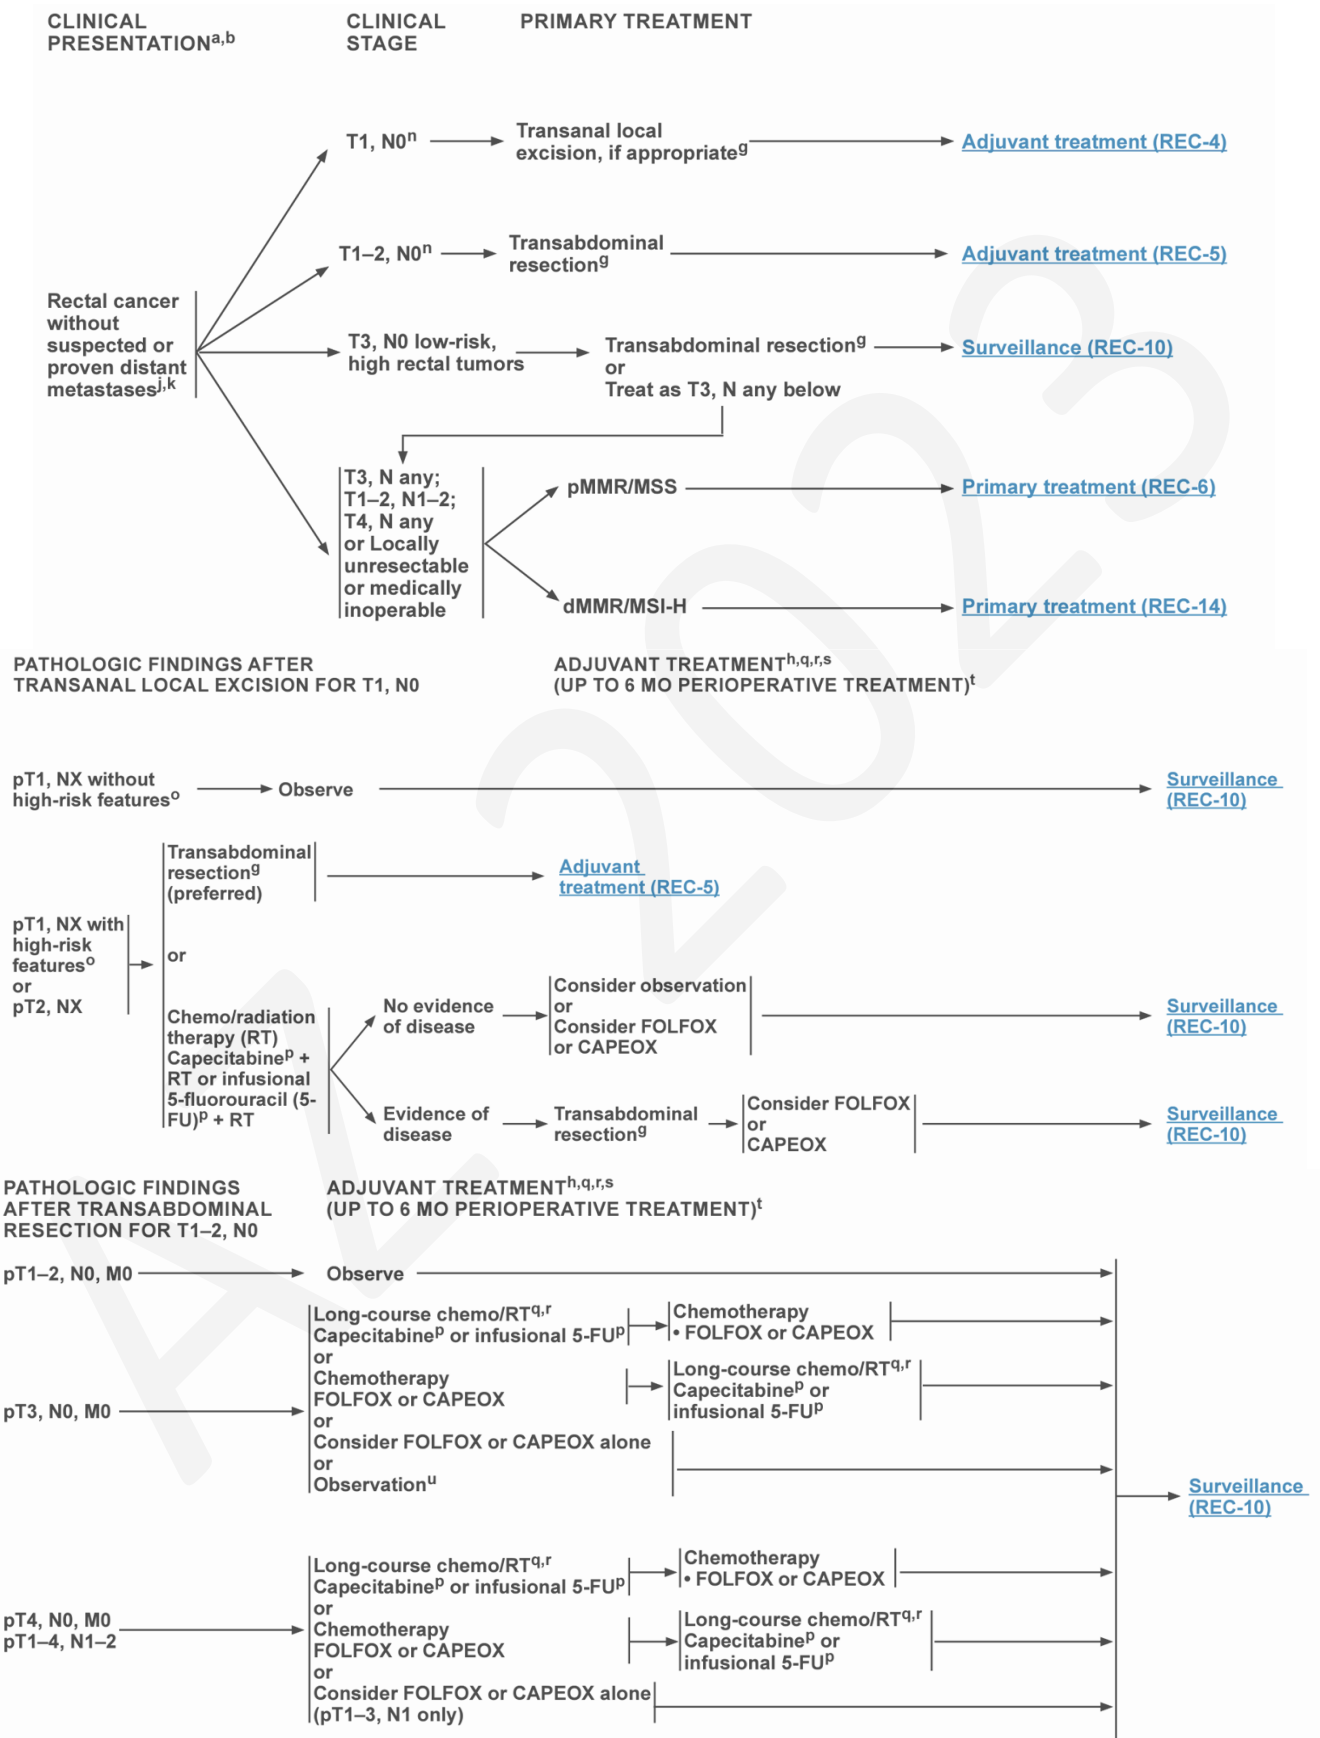 CLINICAL
PRESENTATIONa,b
CLINICAL
STAGE
PRIMARY TREATMENT
Rectal cancer
without
suspected or
proven distant
metastasesj,k
T1, N0n
Transanal local
excision, if appropriateg
Adjuvant treatment (REC-4)
T1–2, N0n
Transabdominal
resectiong
Adjuvant treatment (REC-5)
T3, N0 low-risk,
high rectal tumors
Transabdominal resectiong
or
Treat as T3, N any below
Surveillance (REC-10)
T3, N any;
T1–2, N1–2;
T4, N any
or Locally
unresectable
or medically
inoperable
pMMR/MSS
Primary treatment (REC-6)
dMMR/MSI-H
Primary treatment (REC-14)
PATHOLOGIC FINDINGS AFTER
TRANSANAL LOCAL EXCISION FOR T1, N0
ADJUVANT TREATMENTh,q,r,s
(UP TO 6 MO PERIOPERATIVE TREATMENT)t
pT1, NX without
high-risk featureso
Observe
Surveillance
(REC-10)
pT1, NX with
high-risk
featureso
or
pT2, NX
Transabdominal
resectiong
(preferred)
Adjuvant
treatment (REC-5)
or
Chemo/radiation
therapy (RT)
Capecitabinep +
RT or infusional
5-fluorouracil (5-
FU)p + RT
No evidence
of disease
Consider observation
or
Consider FOLFOX
or CAPEOX
Surveillance
(REC-10)
Evidence of
disease
Transabdominal
resectiong
Consider FOLFOX
or
CAPEOX
Surveillance
(REC-10)
PATHOLOGIC FINDINGS
AFTER TRANSABDOMINAL
RESECTION FOR T1–2, N0
ADJUVANT TREATMENTh,q,r,s
(UP TO 6 MO PERIOPERATIVE TREATMENT)t
pT1–2, N0, M0
Observe
pT3, N0, M0
Long-course chemo/RTq,r
Capecitabinep or infusional 5-FUp
or
Chemotherapy
FOLFOX or CAPEOX
or
Consider FOLFOX or CAPEOX alone
or
Observationu
Chemotherapy
• FOLFOX or CAPEOX
Long-course chemo/RTq,r
Capecitabinep or
infusional 5-FUp
Surveillance
(REC-10)
pT4, N0, M0
pT1–4, N1–2
Long-course chemo/RTq,r
Capecitabinep or infusional 5-FUp
or
Chemotherapy
FOLFOX or CAPEOX
or
Consider FOLFOX or CAPEOX alone
(pT1–3, N1 only)
Chemotherapy
• FOLFOX or CAPEOX
Long-course chemo/RTq,r
Capecitabinep or
infusional 5-FUp
AZ 2023